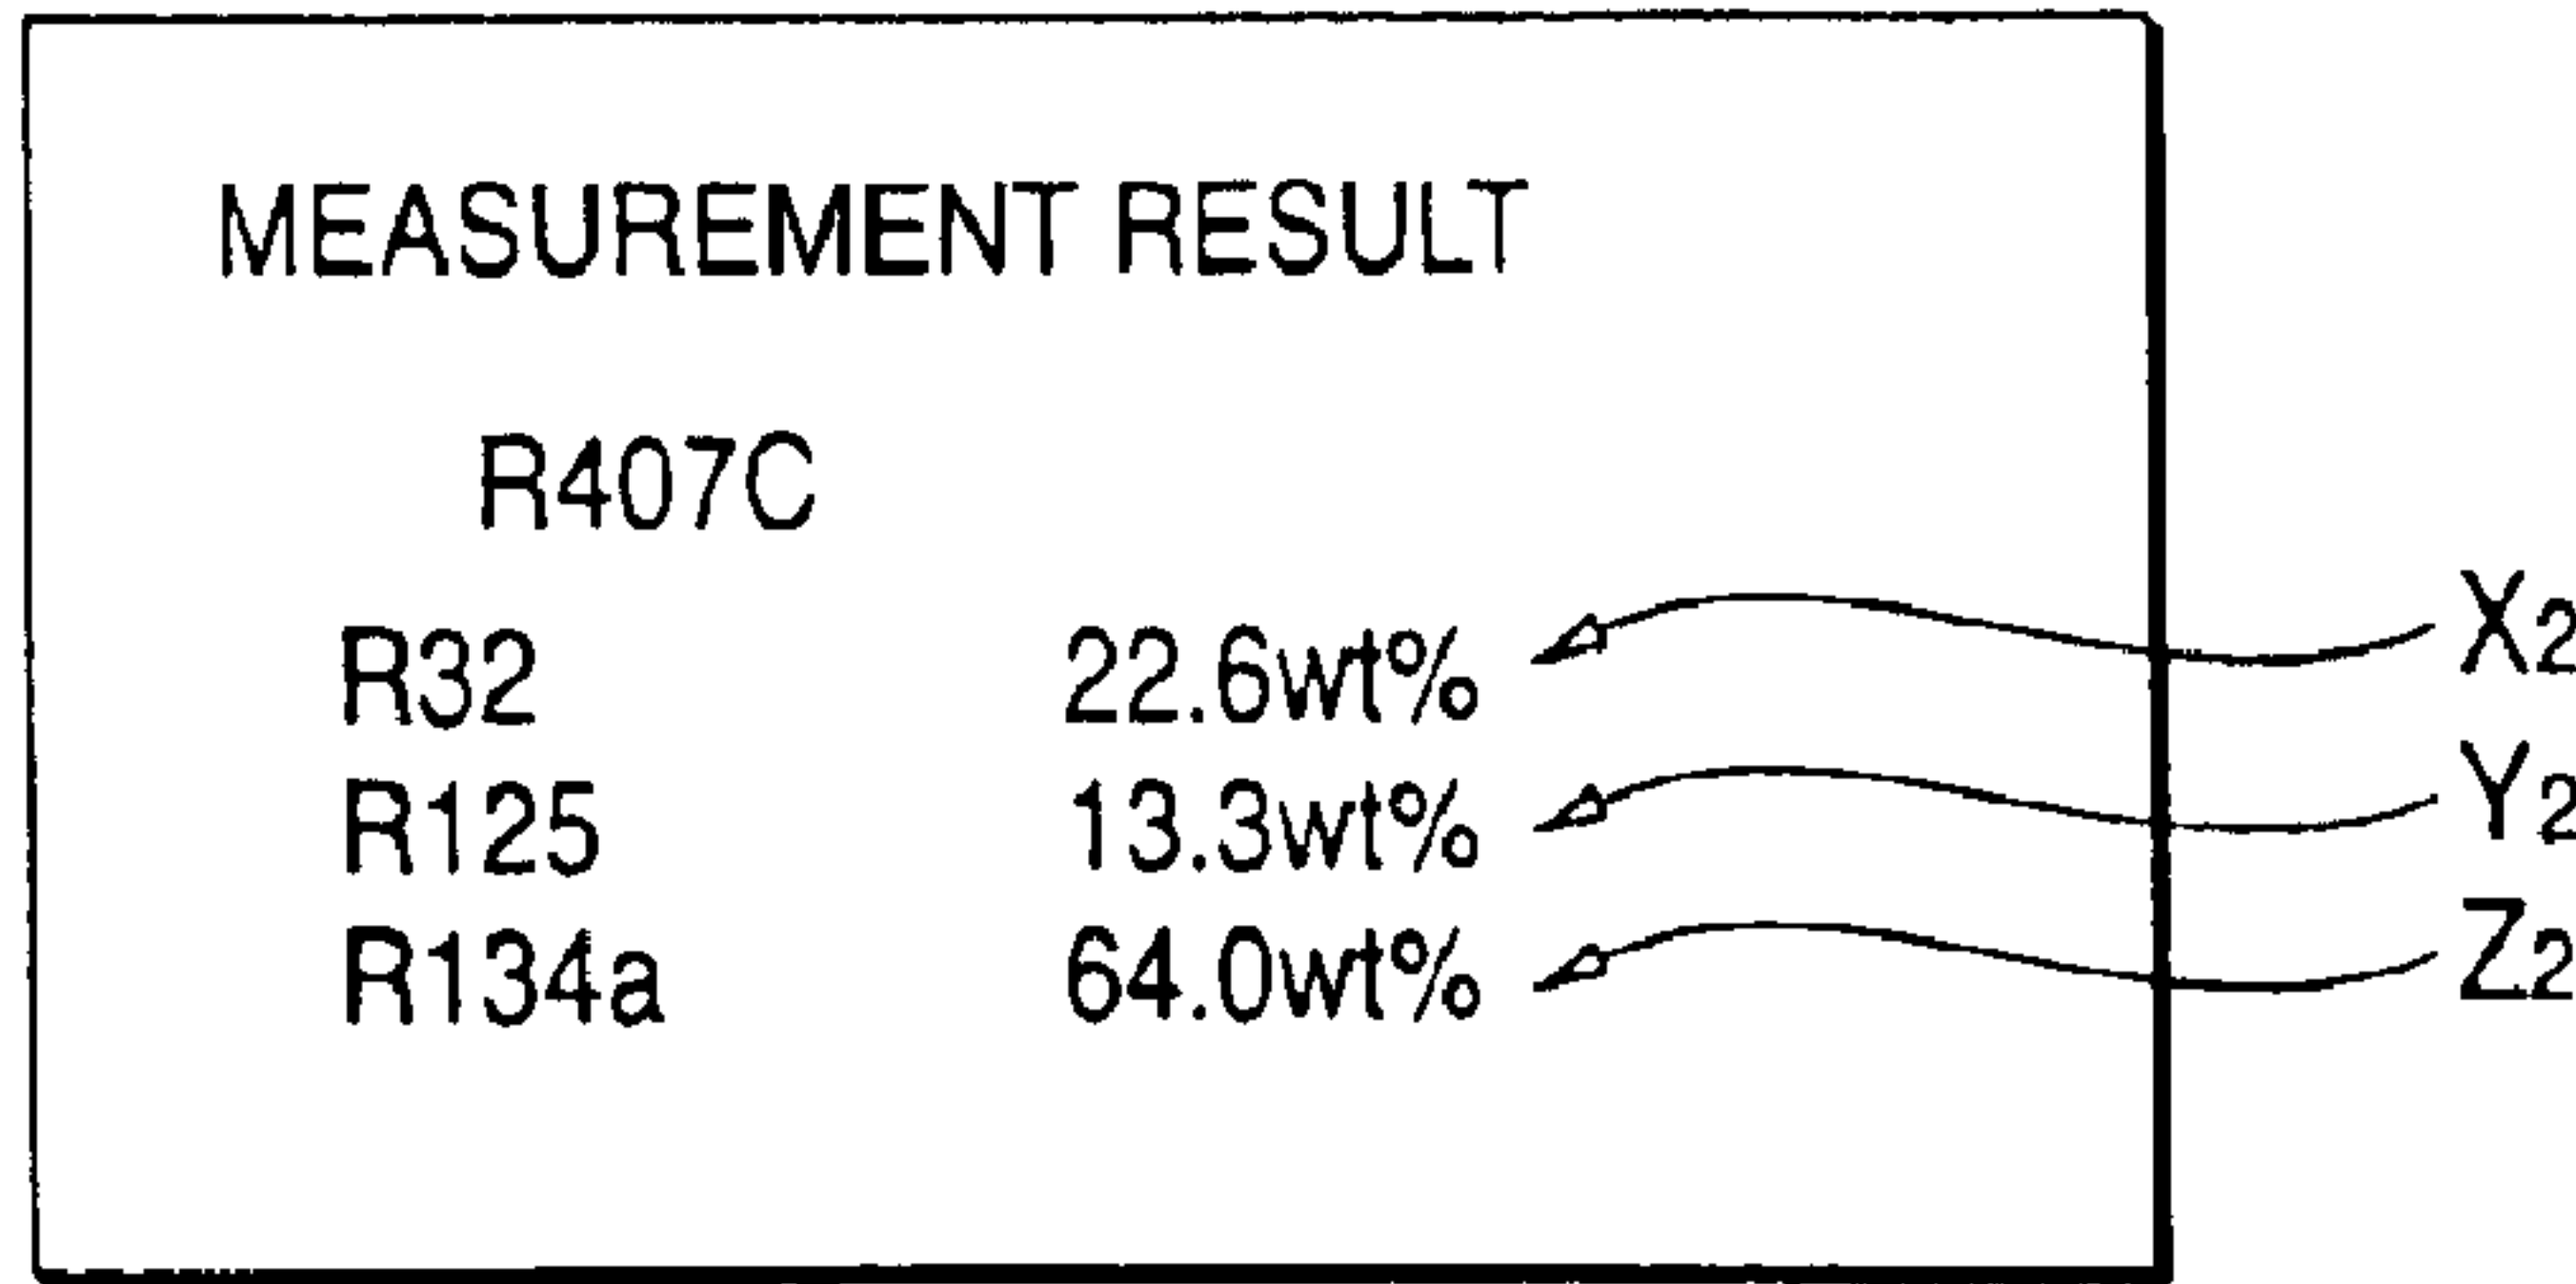 MEASUREMENT RESULT
R407C
R32 22.6wt% X2
R125 13.3wt% Y2
R134a 64.0wt% Z2